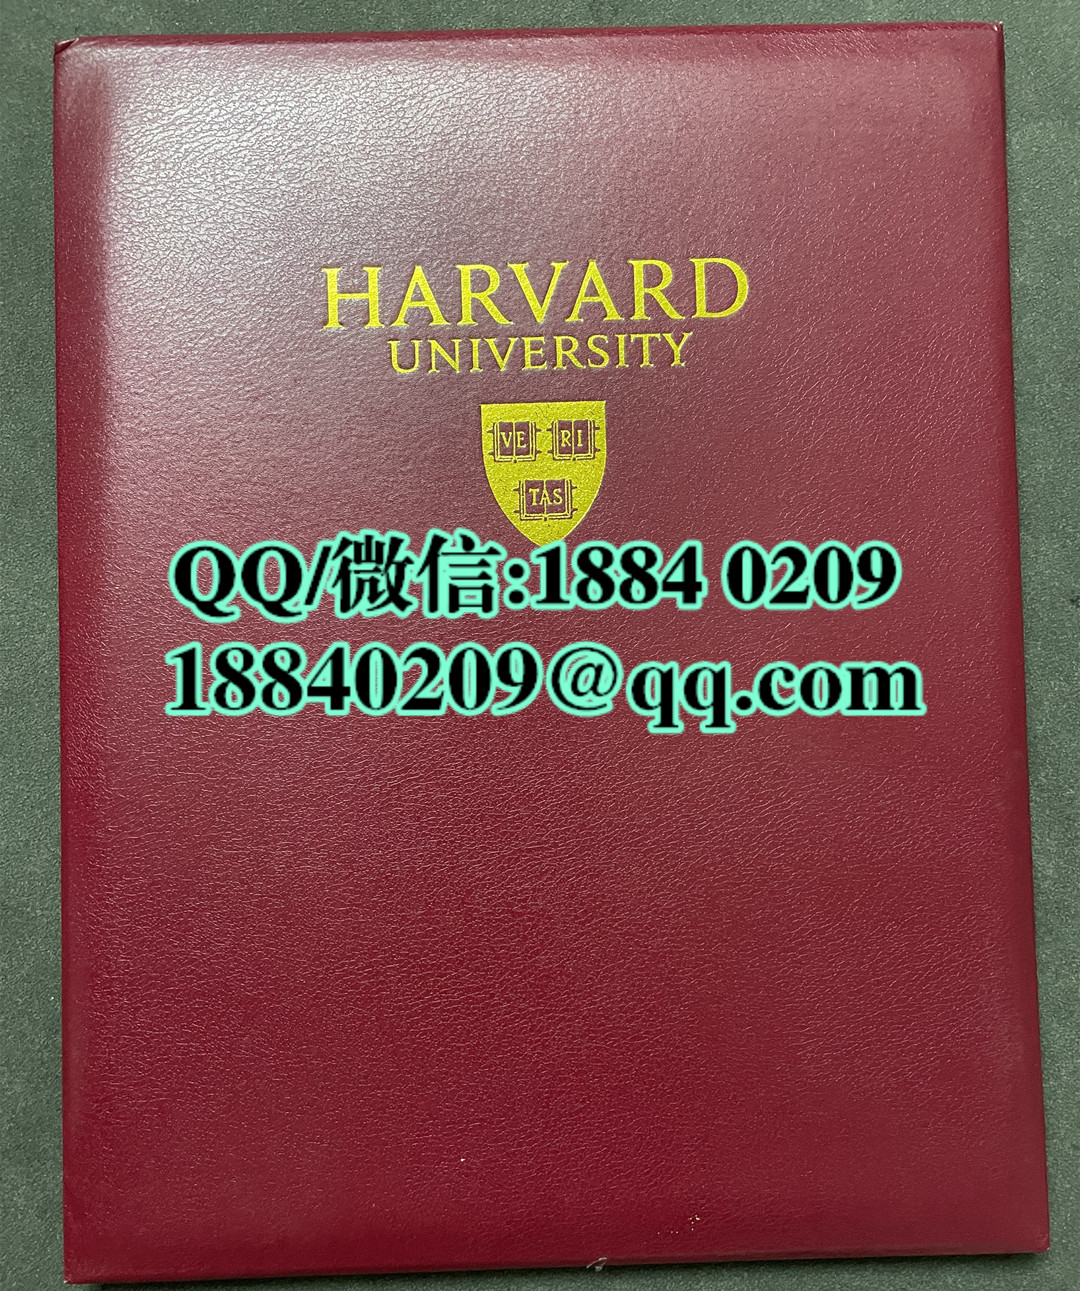 HARVARD
UNIVERSITY
VE RI
TAS
QQ/微信:1884 0209
18840209@qq.com